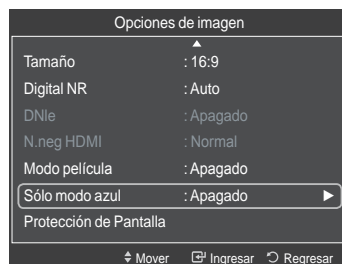 Opciones de imagen
Tamaño : 16:9
Digital NR : Auto
DNIe : Apagado
N.neg HDMI : Normal
Modo película : Apagado
Sólo modo azul : Apagado
Protección de Pantalla
Mover Ingresar Regresar